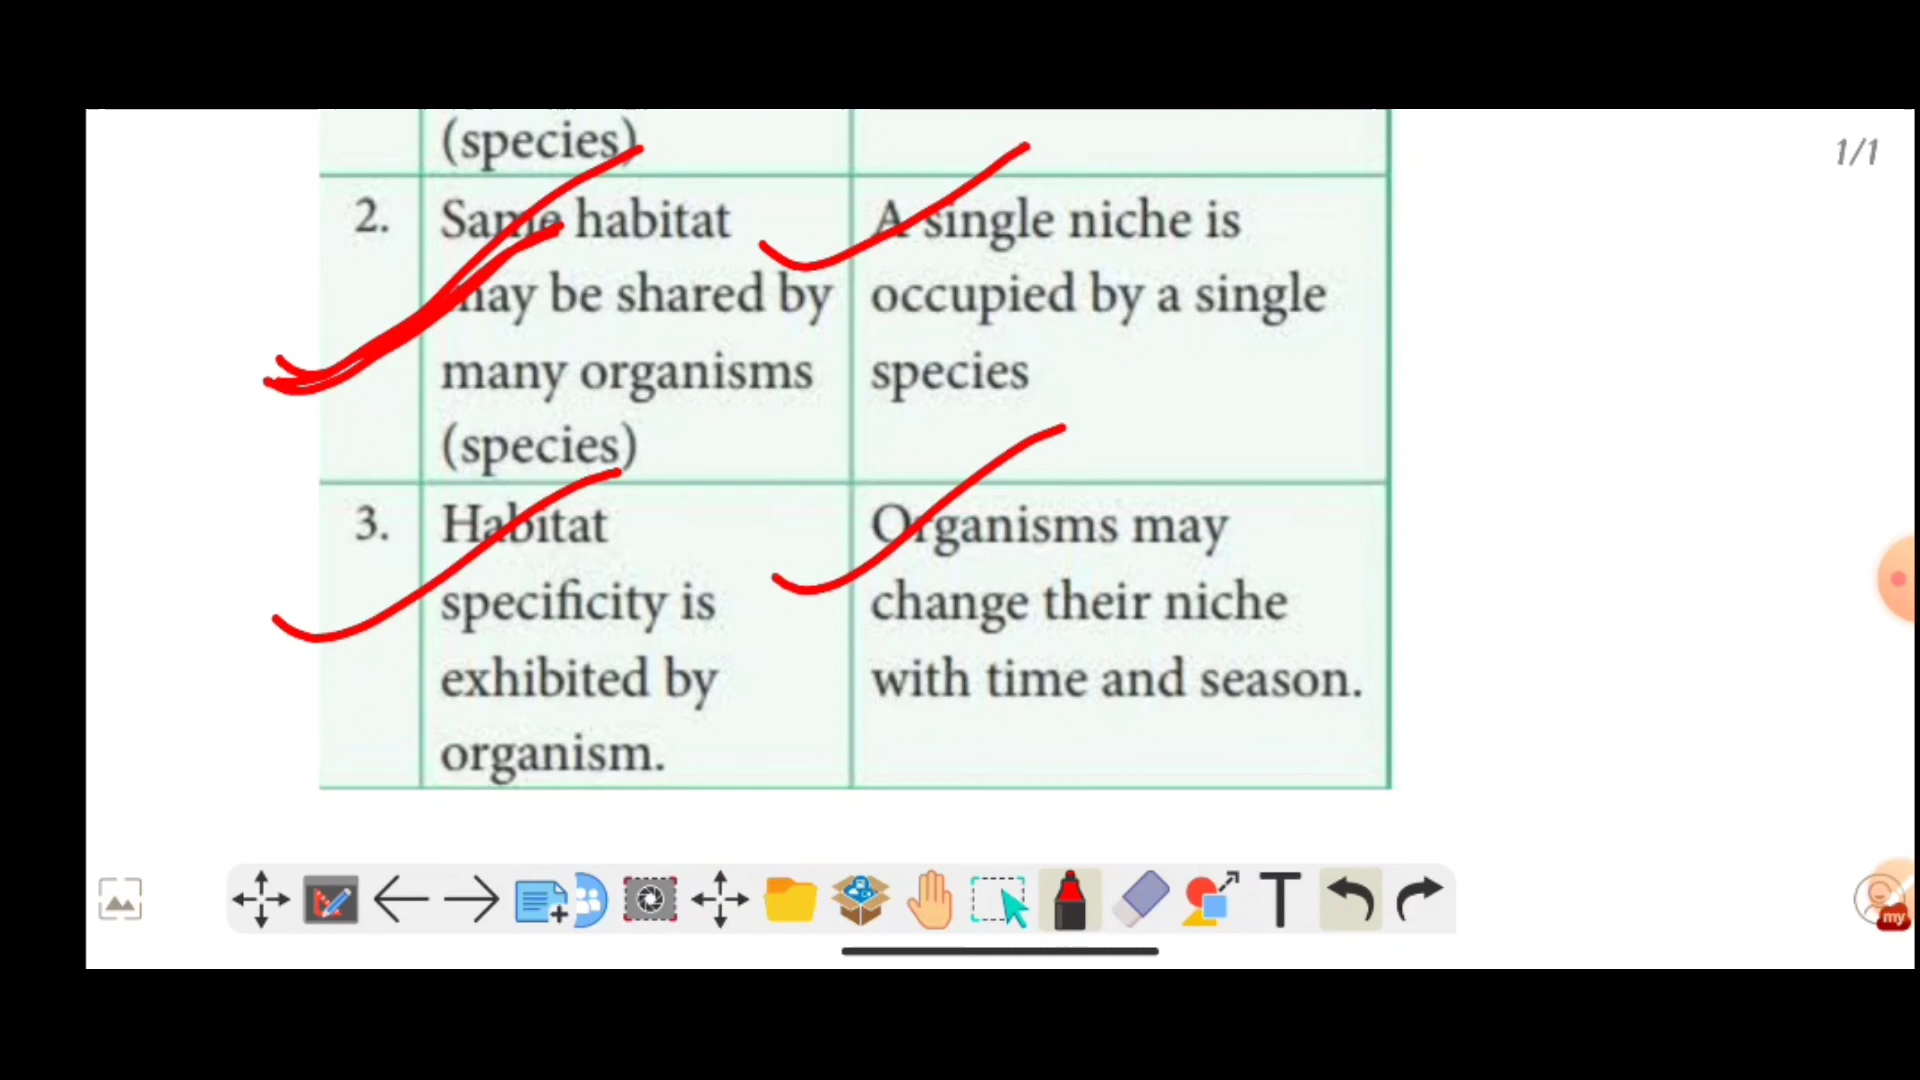 (species)
1/1
2.
Same habitat
may be shared by
many organisms
(species)
A single niche is
occupied by a single
species
3.
Habitat
specificity is
exhibited by
organism.
Organisms may
change their niche
with time and season.
T
my